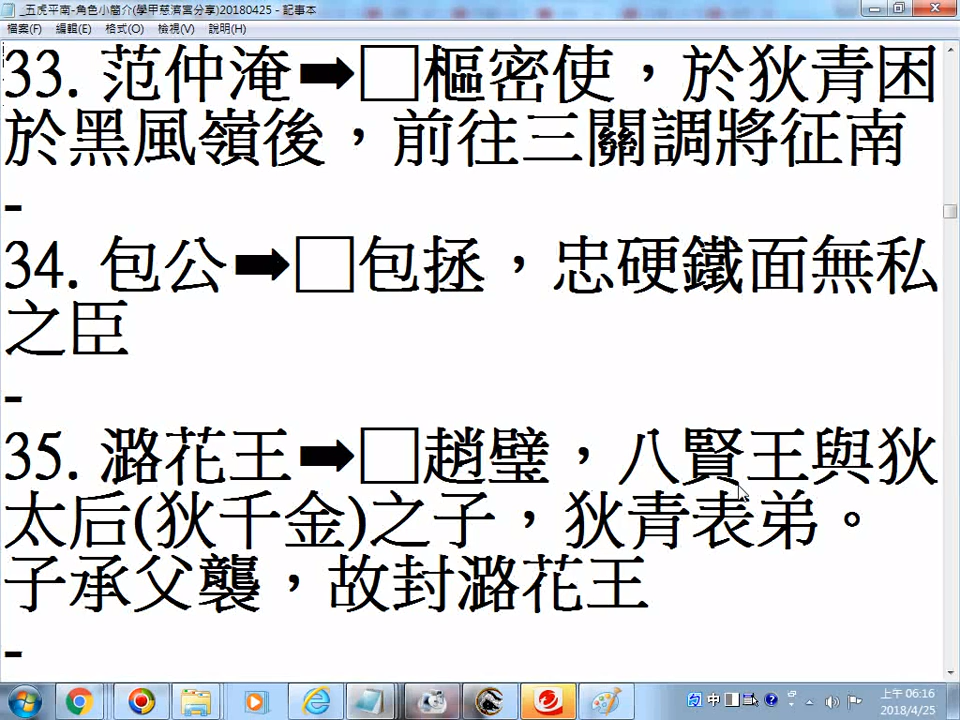 _五虎平南-角色小簡介(學甲慈濟宮分享)20180425 - 記事本
檔案(F) 編輯(E) 格式(O) 檢視(V) 說明(H)
33. 范仲淹➡□樞密使，於狄青困
於黑風嶺後，前往三關調將征南
-
34. 包公➡□包拯，忠硬鐵面無私
之臣
-
35. 潞花王➡□趙璧，八賢王與狄
太后(狄千金)之子，狄青表弟。
子承父襲，故封潞花王
-
中
上午 06:16
2018/4/25